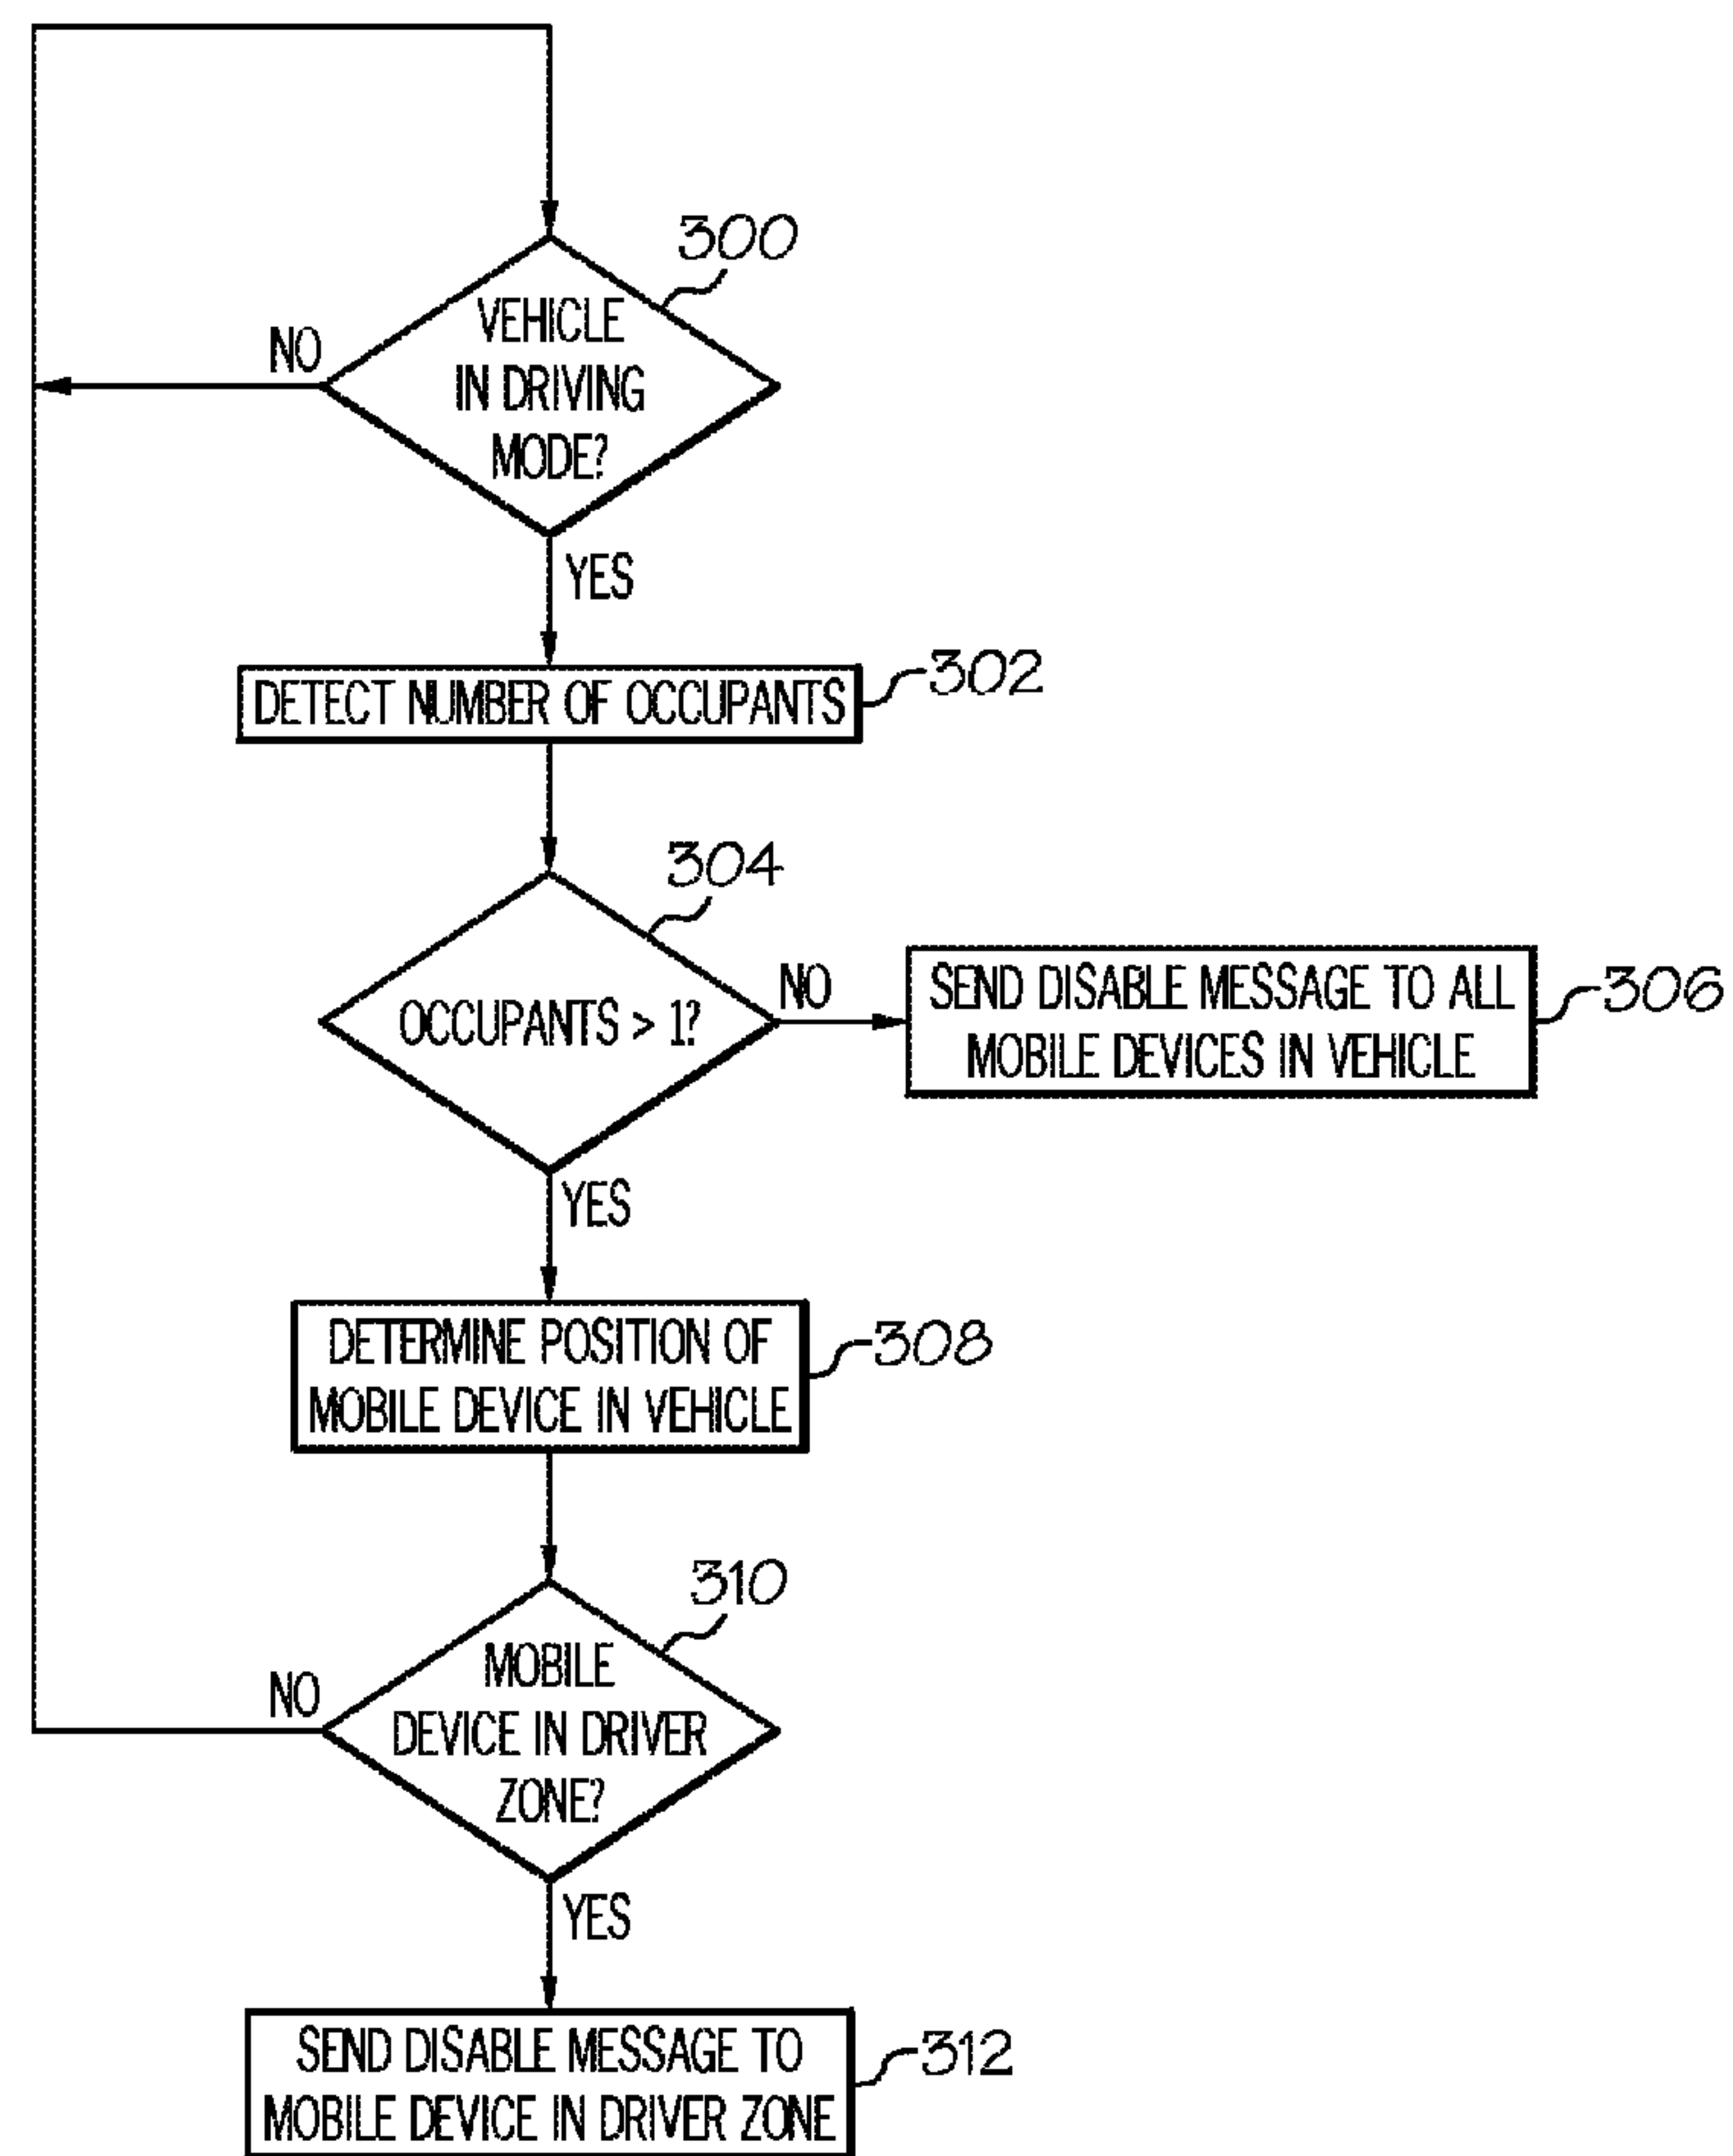 300
VEHICLE
IN DRIVING
MODE?
NO
YES
DETECT NUMBER OF OCCUPANTS
302
304
OCCUPANTS > 1?
NO
SEND DISABLE MESSAGE TO ALL
MOBILE DEVICES IN VEHICLE
306
YES
DETERMINE POSITION OF
MOBILE DEVICE IN VEHICLE
308
310
MOBILE
DEVICE IN DRIVER
ZONE?
NO
YES
SEND DISABLE MESSAGE TO
MOBILE DEVICE IN DRIVER ZONE
312